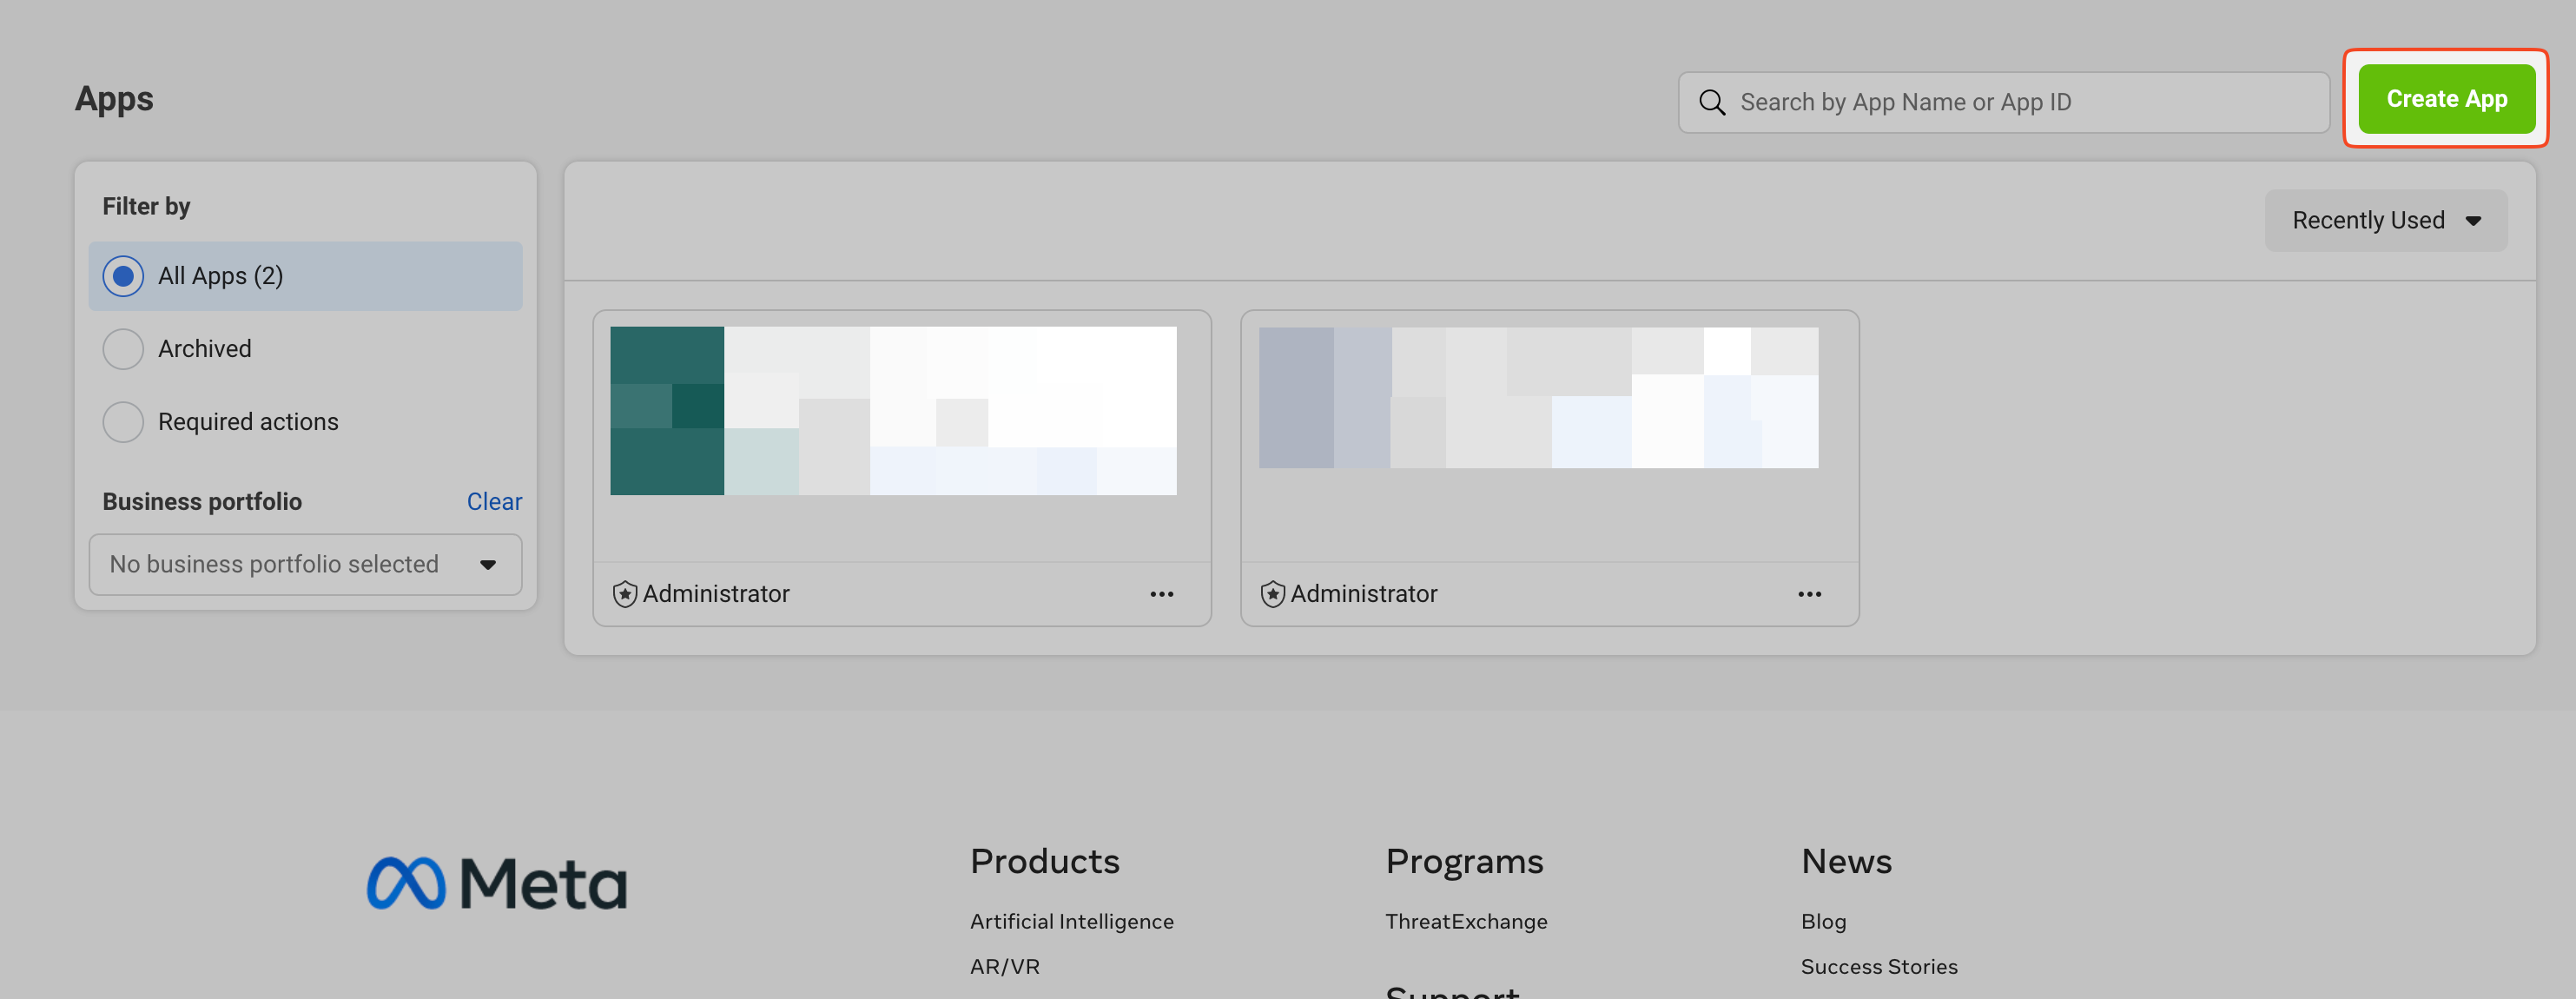 Apps
Search by App Name or App ID
Create App
Filter by
All Apps (2)
Archived
Required actions
Business portfolio
Clear
No business portfolio selected
Recently Used
Administrator
Administrator
Meta
Products
Artificial Intelligence
AR/VR
Programs
ThreatExchange
Support
News
Blog
Success Stories